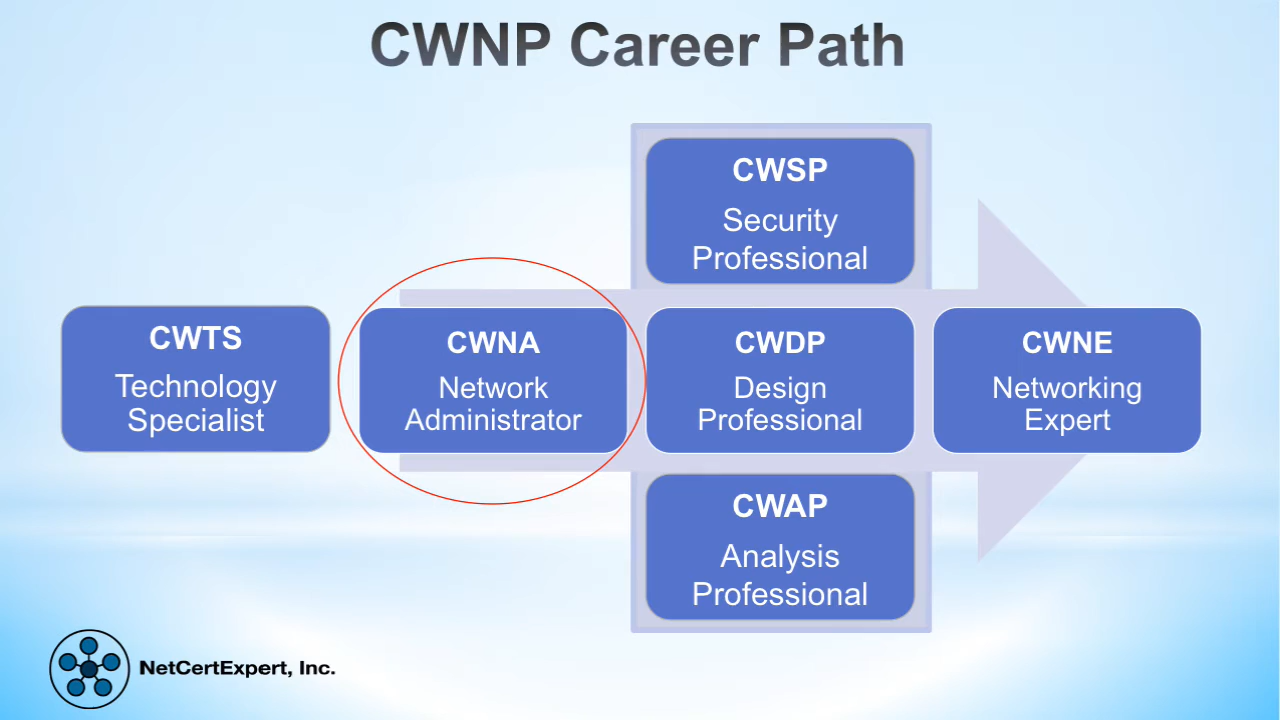 CWNP Career Path
CWSP
Security
Professional
CWTS
Technology
Specialist
CWNA
Network
Administrator
CWDP
Design
Professional
CWNE
Networking
Expert
CWAP
Analysis
Professional
NetCertExpert, Inc.